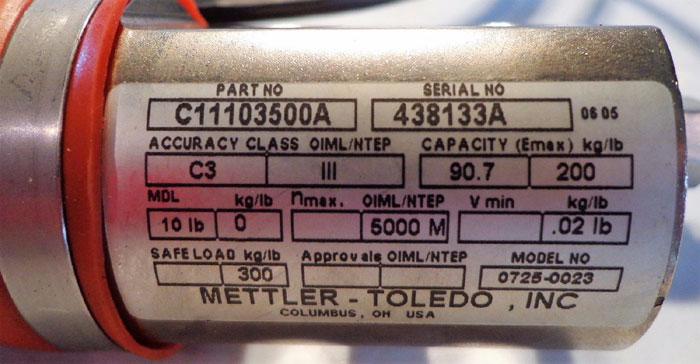 PART NO SERIAL NO
C11103500A 438133A 06 05
ACCURACY CLASS OIML/NTEP CAPACITY (Emax) kg/lb
C3 III 90.7 200
MDL kg/lb nmax. OIML/NTEP V min kg/lb
10 lb 0 5000 M .02 lb
SAFE LOAD kg/lb Approvals OIML/NTEP MODEL NO
300 0725-0023
METTLER - TOLEDO , INC
COLUMBUS, OH USA